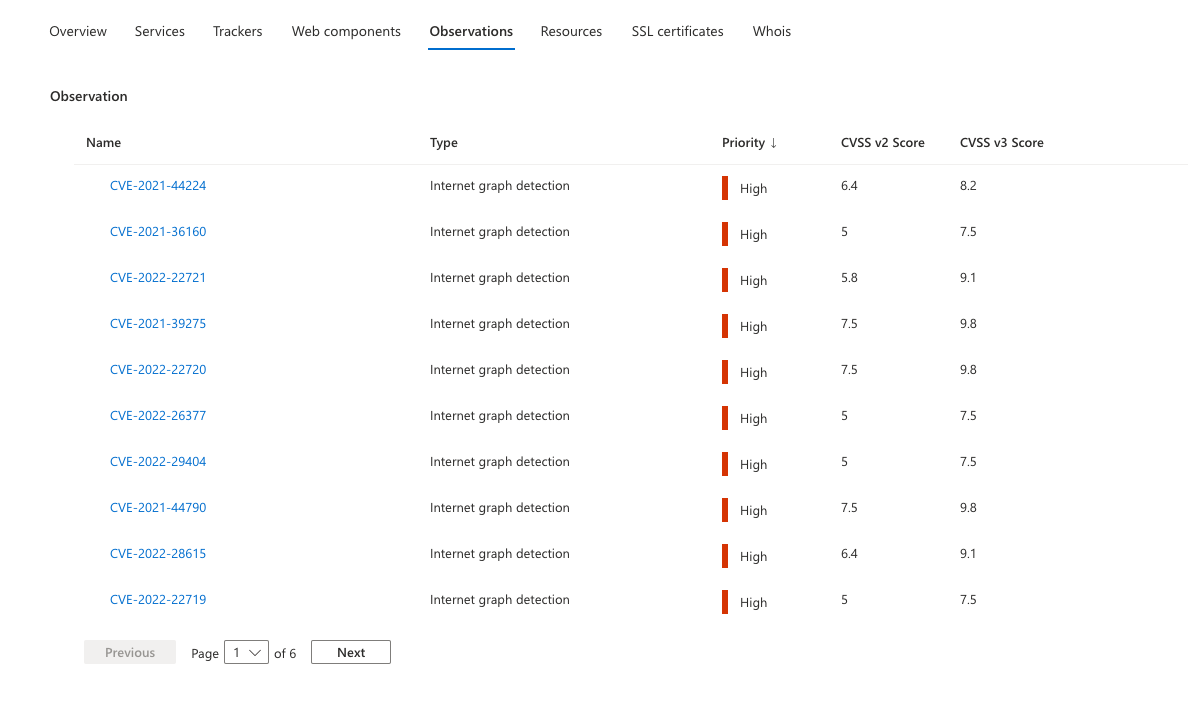 Overview Services Trackers Web components Observations Resources SSL certificates Whois
Observation
Name Type Priority ↓ CVSS v2 Score CVSS v3 Score
CVE-2021-44224 Internet graph detection High 6.4 8.2
CVE-2021-36160 Internet graph detection High 5 7.5
CVE-2022-22721 Internet graph detection High 5.8 9.1
CVE-2021-39275 Internet graph detection High 7.5 9.8
CVE-2022-22720 Internet graph detection High 7.5 9.8
CVE-2022-26377 Internet graph detection High 5 7.5
CVE-2022-29404 Internet graph detection High 5 7.5
CVE-2021-44790 Internet graph detection High 7.5 9.8
CVE-2022-28615 Internet graph detection High 6.4 9.1
CVE-2022-22719 Internet graph detection High 5 7.5
Previous Page 1 of 6 Next